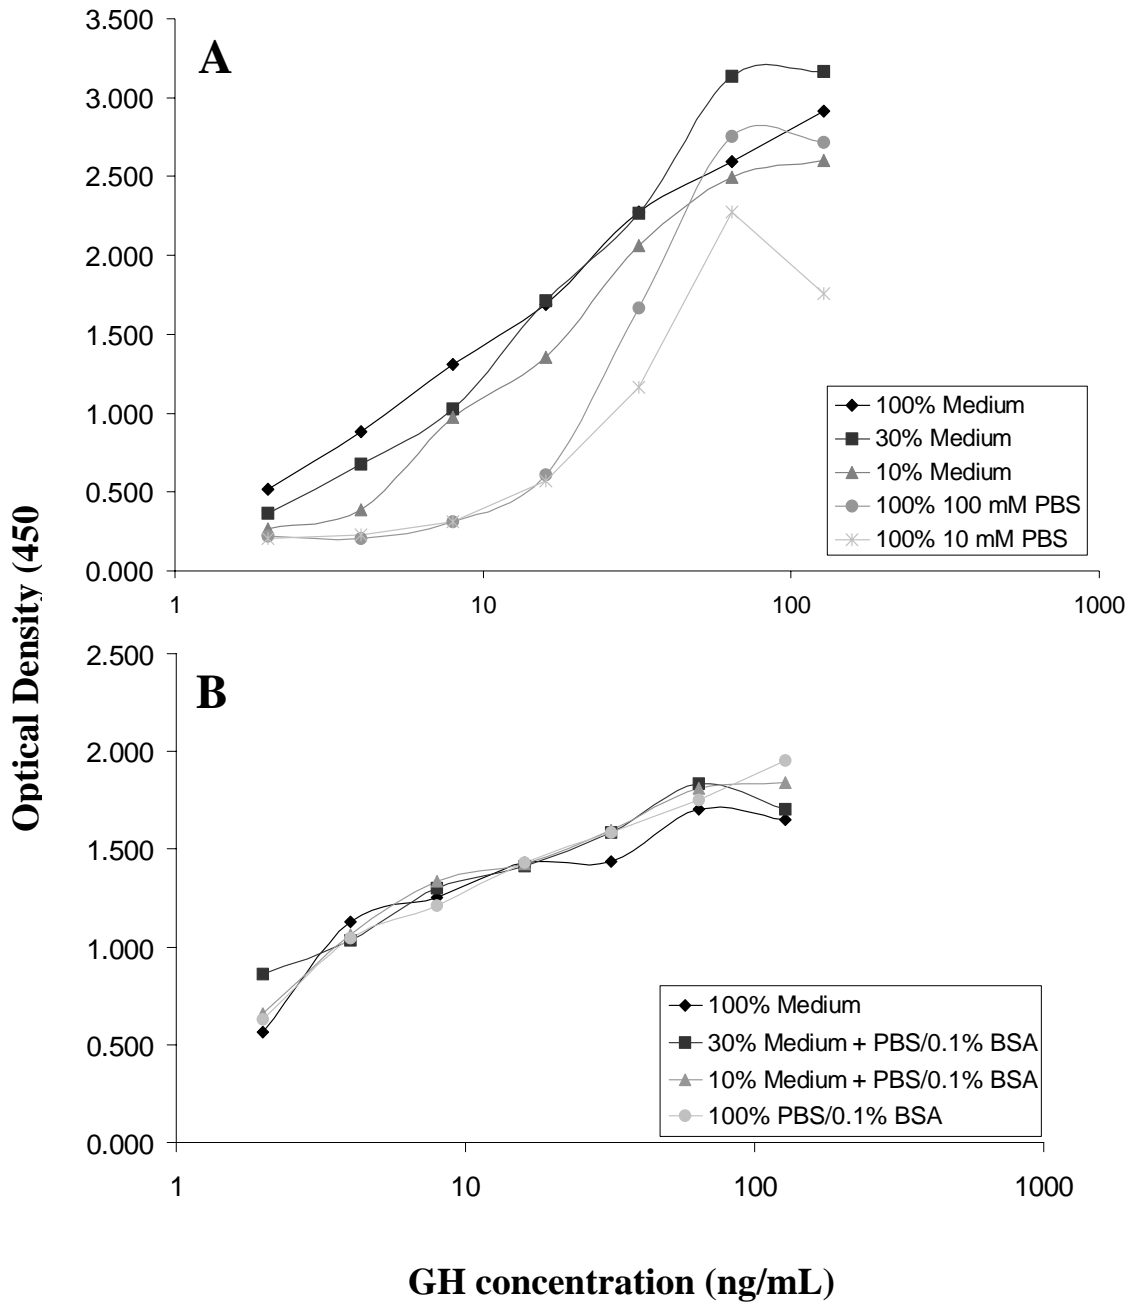 A
3.500
3.000
2.500
2.000
1.500
1.000
0.500
0.000
1 10 100 1000
100% Medium
30% Medium
10% Medium
100% 100 mM PBS
100% 10 mM PBS
Optical Density (450
B
2.500
2.000
1.500
1.000
0.500
0.000
1 10 100 1000
100% Medium
30% Medium + PBS/0.1% BSA
10% Medium + PBS/0.1% BSA
100% PBS/0.1% BSA
GH concentration (ng/mL)